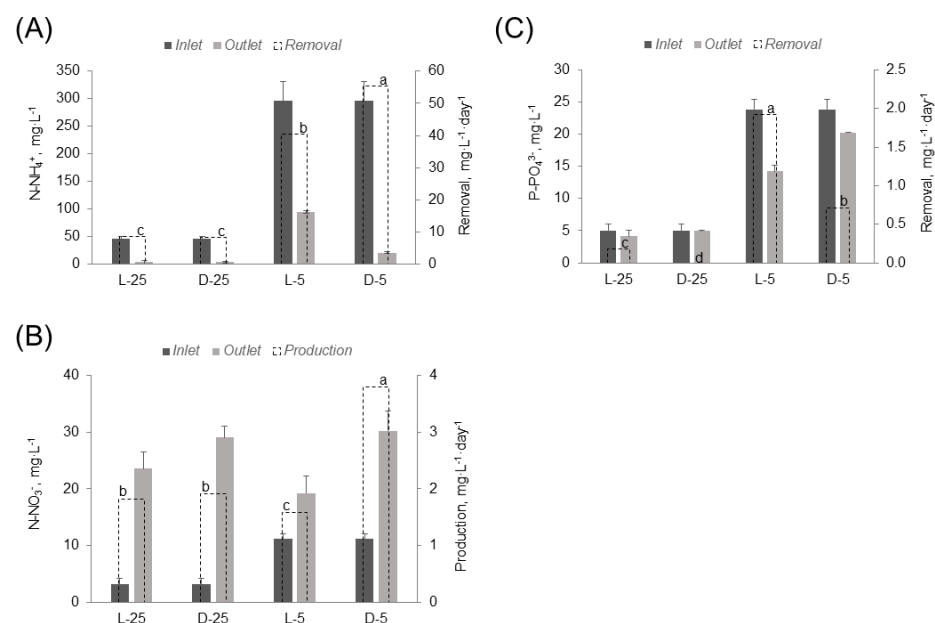 (A)
Inlet Outlet Removal
N-NH₄⁺, mg·L⁻¹
350
300
250
200
150
100
50
0
c
c
b
a
60
50
40
30
20
10
0
Removal, mg·L⁻¹·day⁻¹
L-25 D-25 L-5 D-5
(C)
Inlet Outlet Removal
P-PO₄³⁻, mg·L⁻¹
30
25
20
15
10
5
0
c
d
a
b
2.5
2.0
1.5
1.0
0.5
0.0
Removal, mg·L⁻¹·day⁻¹
L-25 D-25 L-5 D-5
(B)
Inlet Outlet Production
N-NO₃⁻, mg·L⁻¹
40
30
20
10
0
b
b
c
a
4
3
2
1
0
Production, mg·L⁻¹·day⁻¹
L-25 D-25 L-5 D-5